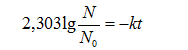 2,303lg N/N₀ = –kt